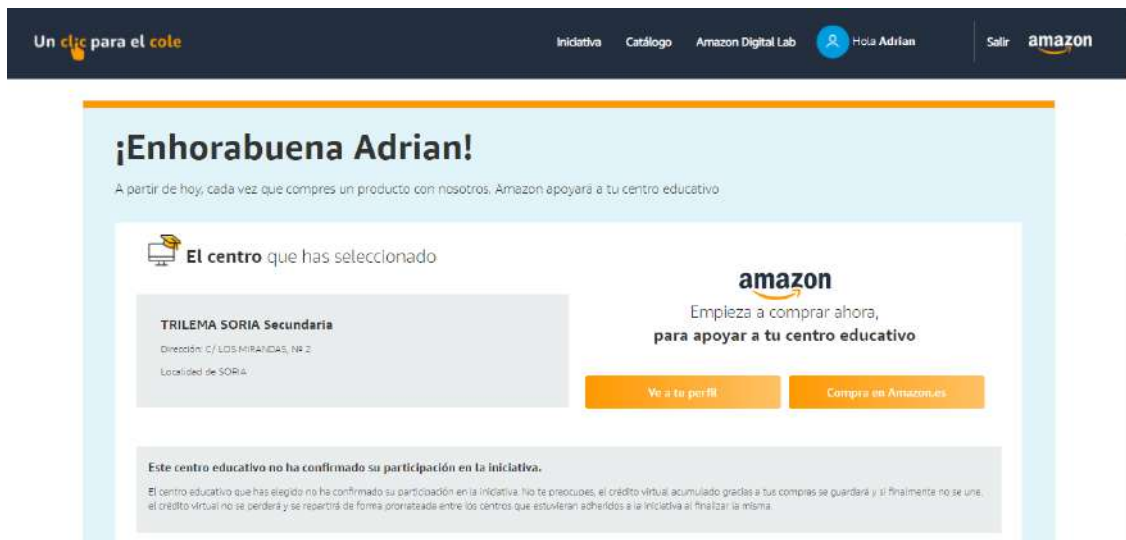 Un clic para el cole
Iniciativa Catálogo Amazon Digital Lab Hola Adrian Salir amazon
¡Enhorabuena Adrian!
A partir de hoy, cada vez que compres un producto con nosotros, Amazon apoyará a tu centro educativo
El centro que has seleccionado
TRILEMA SORIA Secundaria
Dirección: C/ LOS MIRANDAS, Nº 2
Localidad de SORIA
amazon
Empieza a comprar ahora,
para apoyar a tu centro educativo
Ve a tu perfil Compra en Amazon.es
Este centro educativo no ha confirmado su participación en la iniciativa.
El centro educativo que has elegido no ha confirmado su participación en la iniciativa. No te preocupes, el crédito virtual acumulado gracias a tus compras se guardará y si finalmente no se une,
el crédito virtual no se perderá y se repartirá de forma prorrateada entre los centros que estuvieran adheridos a la iniciativa al finalizar la misma.